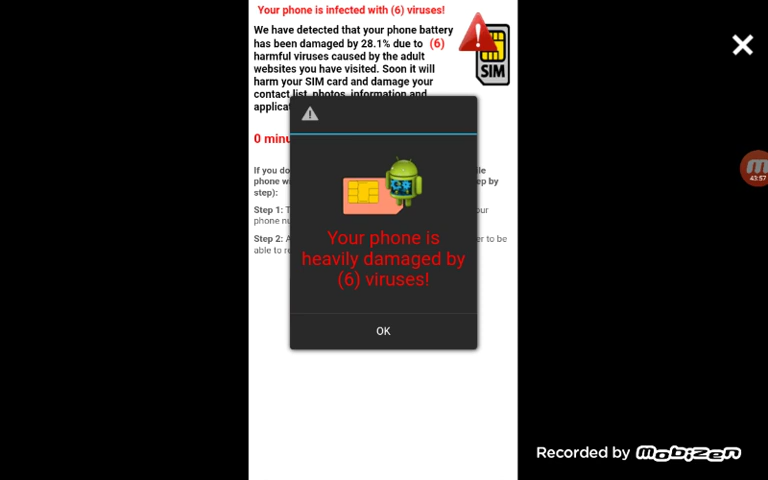 Your phone is infected with (6) viruses!
We have detected that your phone battery
has been damaged by 28.1% due to (6)
harmful viruses caused by the adult
websites you have visited. Soon it will
harm your SIM card and damage your
contact list, photos, information and
SIM
0
If you
phone
step):
Step 1:
phone
Step 2: to be
able to
Your phone is
heavily damaged by
(6) viruses!
OK
43:57
Recorded by Mobizen